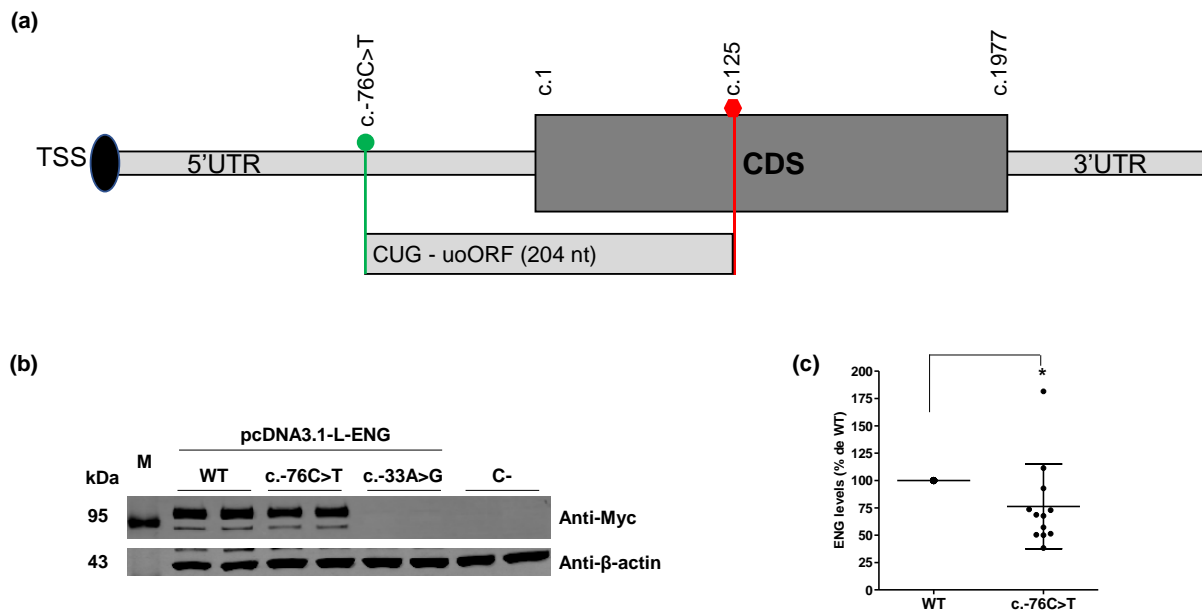 (a)
c.-76C>T
c.1
c.125
c.1977
TSS
5'UTR
CDS
3'UTR
CUG - uoORF (204 nt)
(b)
pcDNA3.1-L-ENG
kDa
M
WT
c.-76C>T
c.-33A>G
C-
95
Anti-Myc
43
Anti-β-actin
(c)
ENG levels (% de WT)
200
175
150
125
100
75
50
25
0
*
WT
c.-76C>T